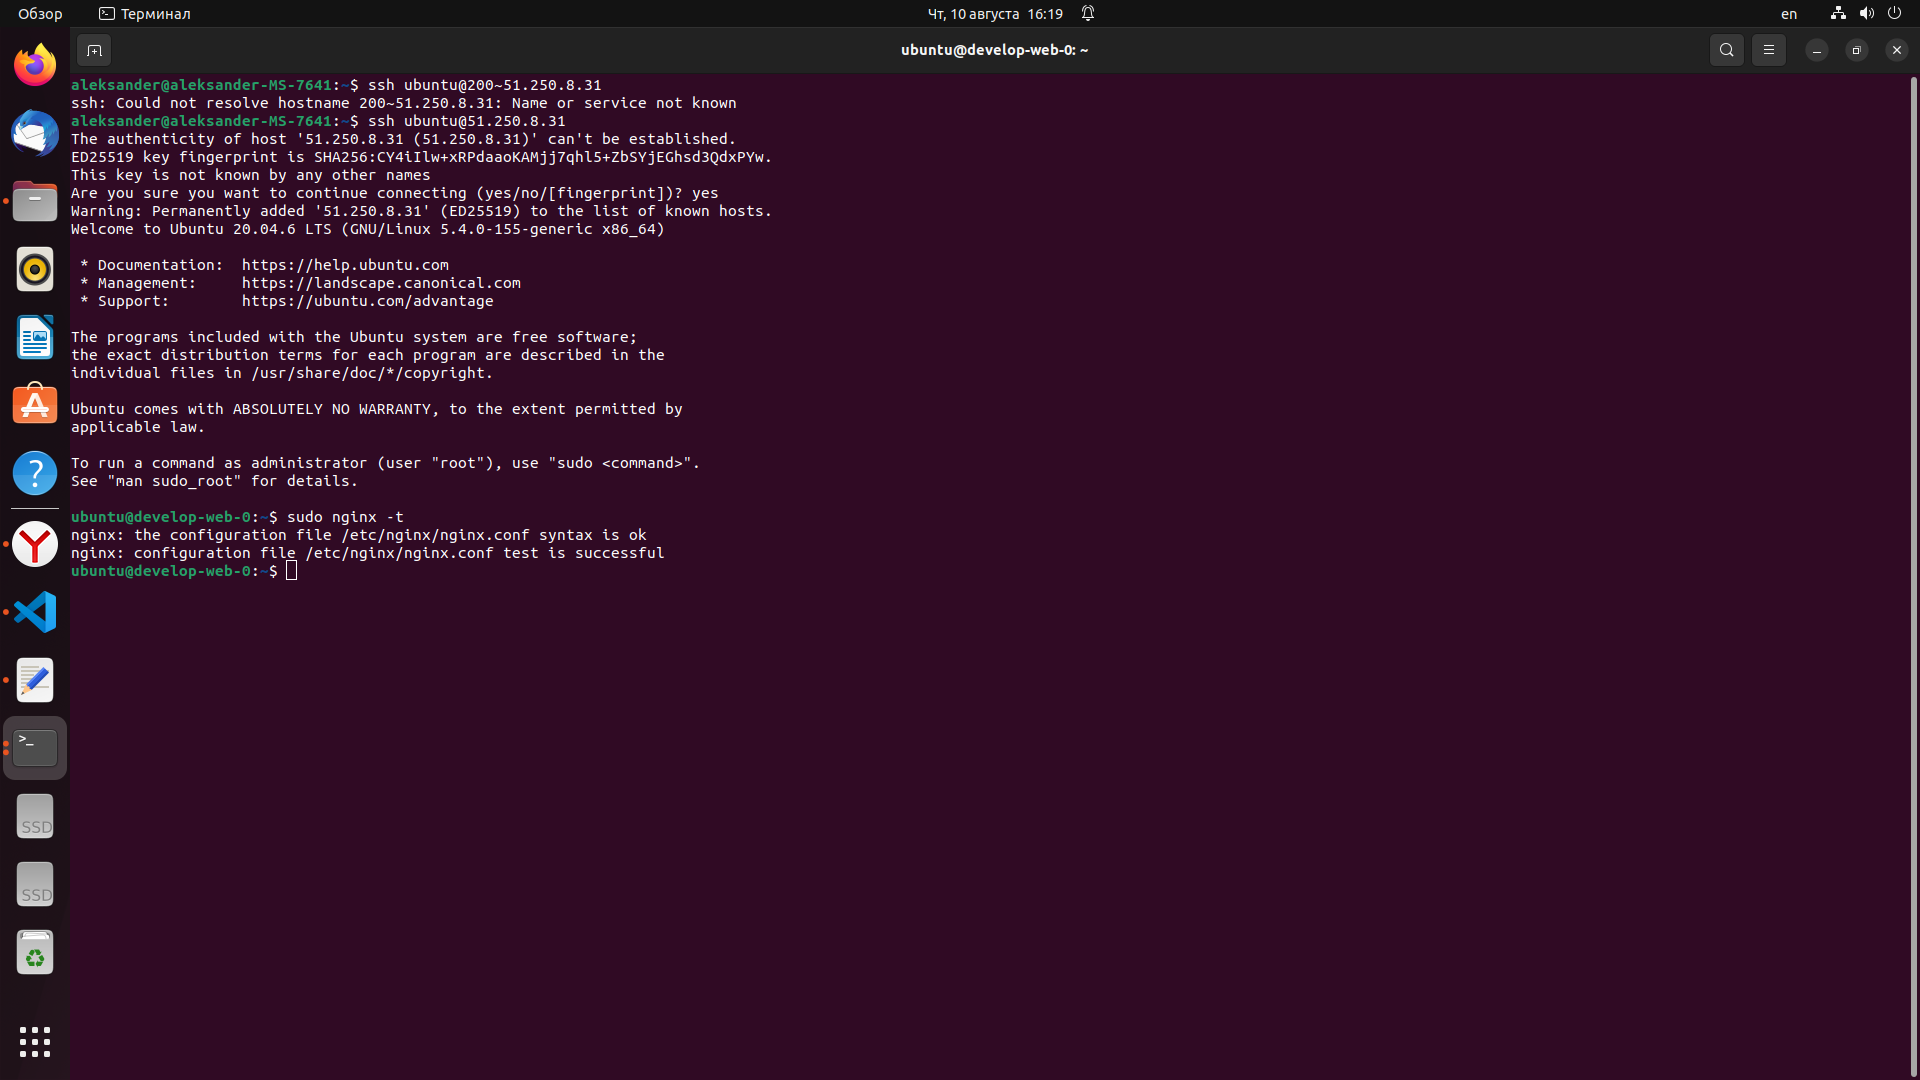 Обзор
Терминал
Чт, 10 августа 16:19
en
ubuntu@develop-web-0: ~
aleksander@aleksander-MS-7641:~$ ssh ubuntu@200~51.250.8.31
ssh: Could not resolve hostname 200~51.250.8.31: Name or service not known
aleksander@aleksander-MS-7641:~$ ssh ubuntu@51.250.8.31
The authenticity of host '51.250.8.31 (51.250.8.31)' can't be established.
ED25519 key fingerprint is SHA256:CY4iIlw+xRPdaaoKAMjj7qhl5+ZbSYjEGhsd3QdxPYw.
This key is not known by any other names
Are you sure you want to continue connecting (yes/no/[fingerprint])? yes
Warning: Permanently added '51.250.8.31' (ED25519) to the list of known hosts.
Welcome to Ubuntu 20.04.6 LTS (GNU/Linux 5.4.0-155-generic x86_64)
* Documentation:  https://help.ubuntu.com
* Management:     https://landscape.canonical.com
* Support:        https://ubuntu.com/advantage
The programs included with the Ubuntu system are free software;
the exact distribution terms for each program are described in the
individual files in /usr/share/doc/*/copyright.
Ubuntu comes with ABSOLUTELY NO WARRANTY, to the extent permitted by
applicable law.
To run a command as administrator (user "root"), use "sudo <command>".
See "man sudo_root" for details.
ubuntu@develop-web-0:~$ sudo nginx -t
nginx: the configuration file /etc/nginx/nginx.conf syntax is ok
nginx: configuration file /etc/nginx/nginx.conf test is successful
ubuntu@develop-web-0:~$
SSD
SSD